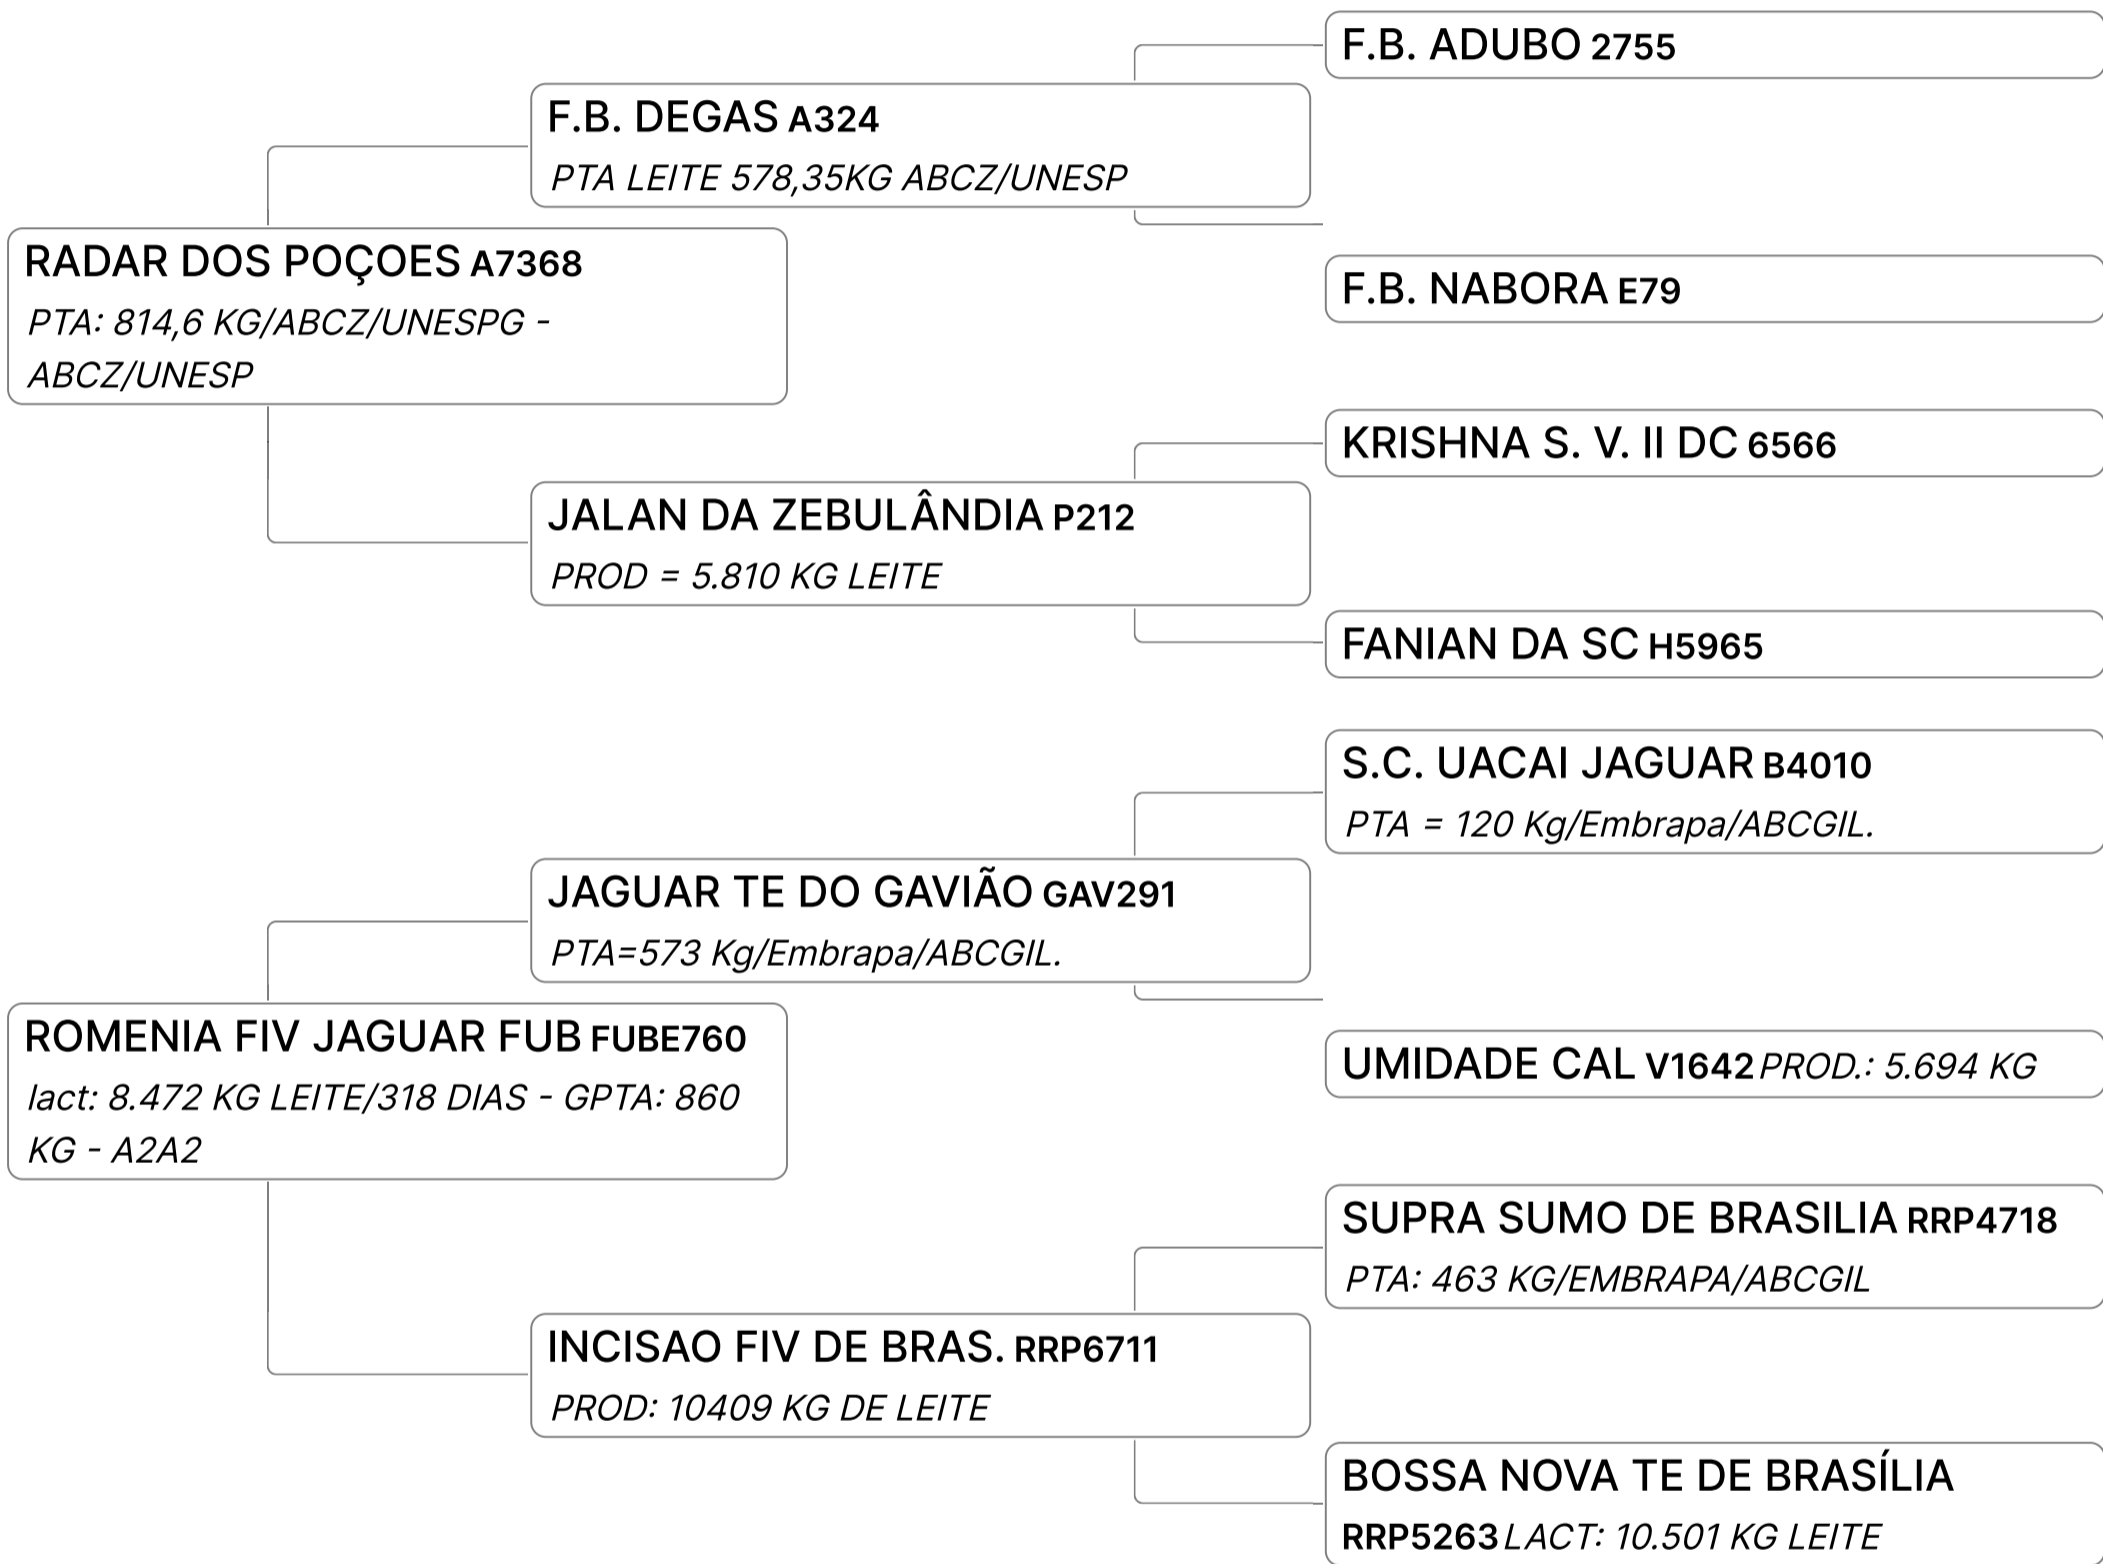 F.B. ADUBO 2755
F.B. DEGAS A324
PTA LEITE 578,35KG ABCZ/UNESP
RADAR DOS POÇOES A7368
PTA: 814,6 KG/ABCZ/UNESPG -
ABCZ/UNESP
F.B. NABORA E79
KRISHNA S. V. II DC 6566
JALAN DA ZEBULÂNDIA P212
PROD = 5.810 KG LEITE
FANIAN DA SC H5965
S.C. UACAI JAGUAR B4010
PTA = 120 Kg/Embrapa/ABCGIL.
JAGUAR TE DO GAVIÃO GAV291
PTA=573 Kg/Embrapa/ABCGIL.
ROMENIA FIV JAGUAR FUB FUBE760
lact: 8.472 KG LEITE/318 DIAS - GPTA: 860
KG - A2A2
UMIDADE CAL V1642 PROD.: 5.694 KG
SUPRA SUMO DE BRASILIA RRP4718
PTA: 463 KG/EMBRAPA/ABCGIL
INCISAO FIV DE BRAS. RRP6711
PROD: 10409 KG DE LEITE
BOSSA NOVA TE DE BRASÍLIA
RRP5263 LACT: 10.501 KG LEITE